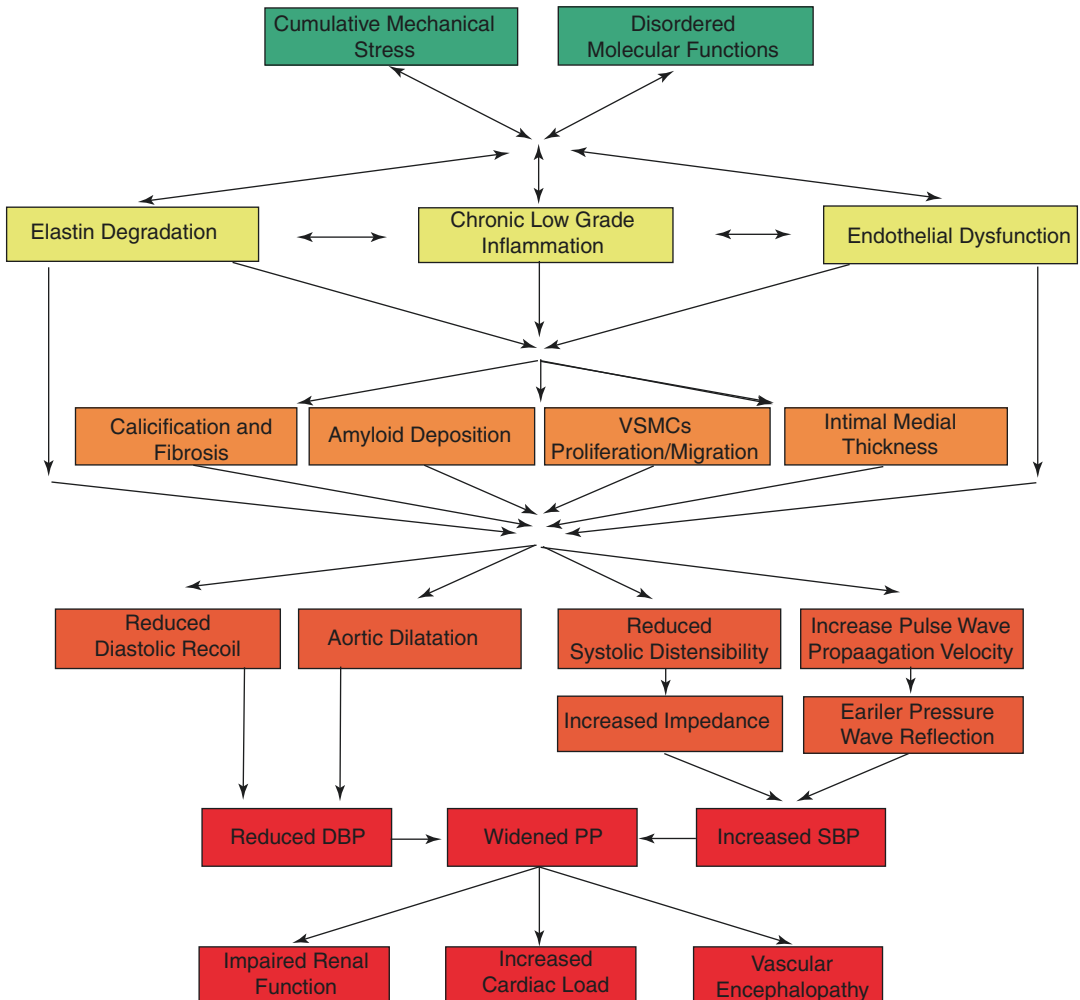 Cumulative Mechanical
Stress
Disordered
Molecular Functions
Elastin Degradation
Chronic Low Grade
Inflammation
Endothelial Dysfunction
Calicification and
Fibrosis
Amyloid Deposition
VSMCs
Proliferation/Migration
Intimal Medial
Thickness
Reduced
Diastolic Recoil
Aortic Dilatation
Reduced
Systolic Distensibility
Increase Pulse Wave
Propaagation Velocity
Increased Impedance
Eariler Pressure
Wave Reflection
Reduced DBP
Widened PP
Increased SBP
Impaired Renal
Function
Increased
Cardiac Load
Vascular
Encephalopathy